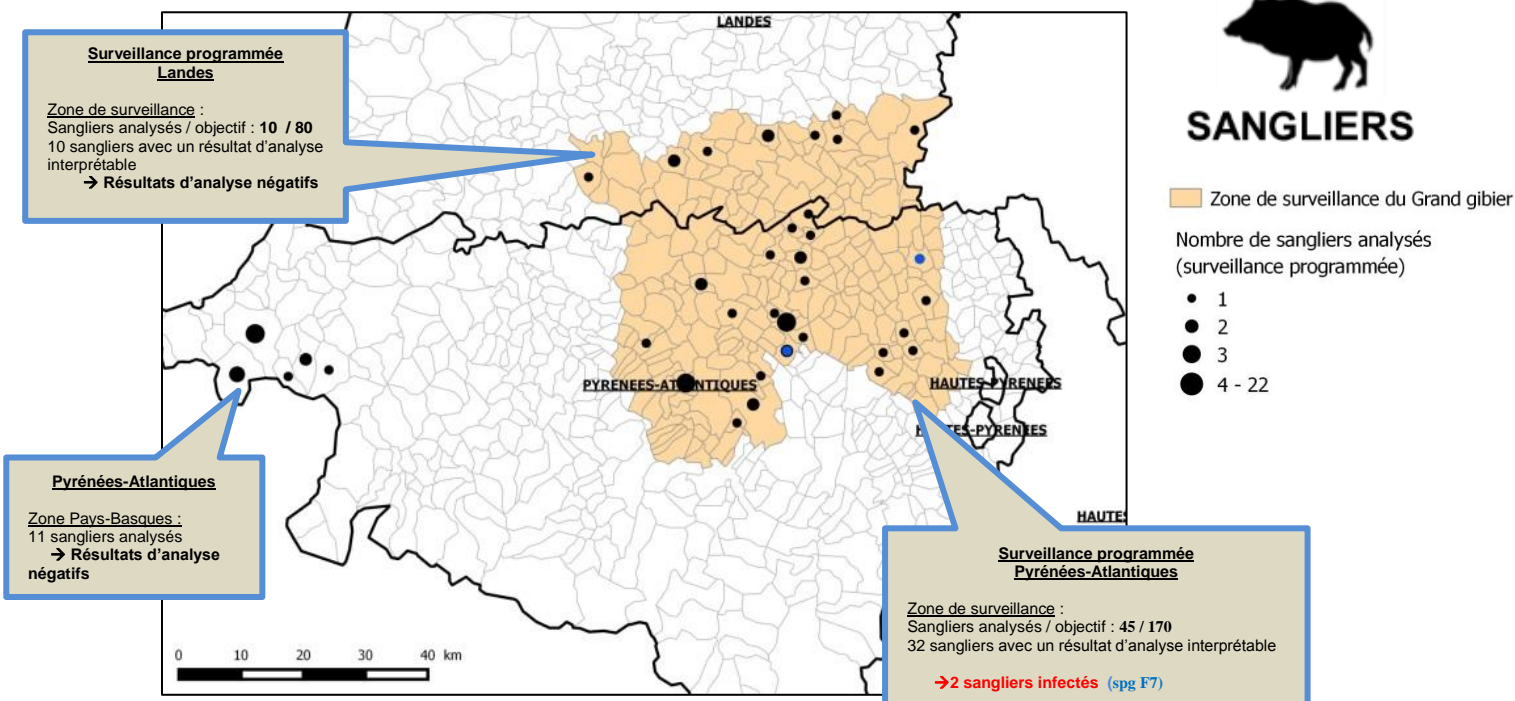 LANDES
Surveillance programmée
Landes
Zone de surveillance :
Sangliers analysés / objectif : 10 / 80
10 sangliers avec un résultat d'analyse
interprétable
→ Résultats d'analyse négatifs
SANGLIERS
Zone de surveillance du Grand gibier
Nombre de sangliers analysés
(surveillance programmée)
1
2
3
4 - 22
PYRENEES-ATLANTIQUES
HAUTES-PYRENEES
HAUTES-PYRENEES
HAUTES
Pyrénées-Atlantiques
Zone Pays-Basques :
11 sangliers analysés
→ Résultats d'analyse
négatifs
Surveillance programmée
Pyrénées-Atlantiques
Zone de surveillance :
Sangliers analysés / objectif : 45 / 170
32 sangliers avec un résultat d'analyse interprétable
→2 sangliers infectés (spg F7)
0 10 20 30 40 km